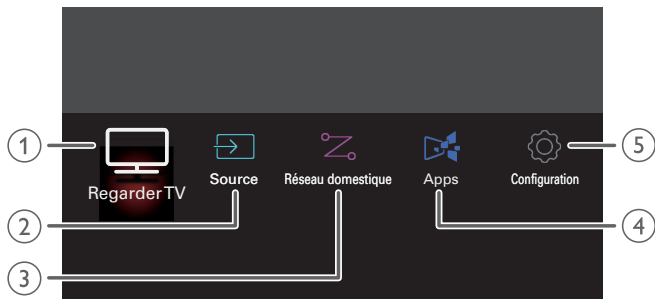 1
Regarder TV
Source
Réseau domestique
Apps
Configuration
5
2
4
3